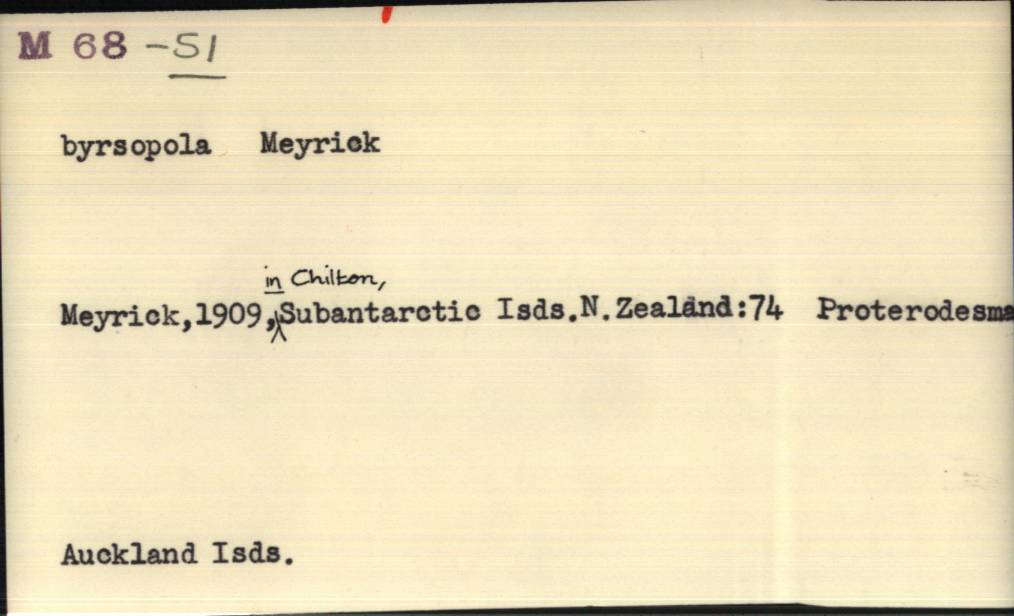 M 68 -51
byrsopola Meyrick
in Chilton,
Meyrick,1909,Subantarctic Isds.N.Zealand:74 Proterodesma
Auckland Isds.